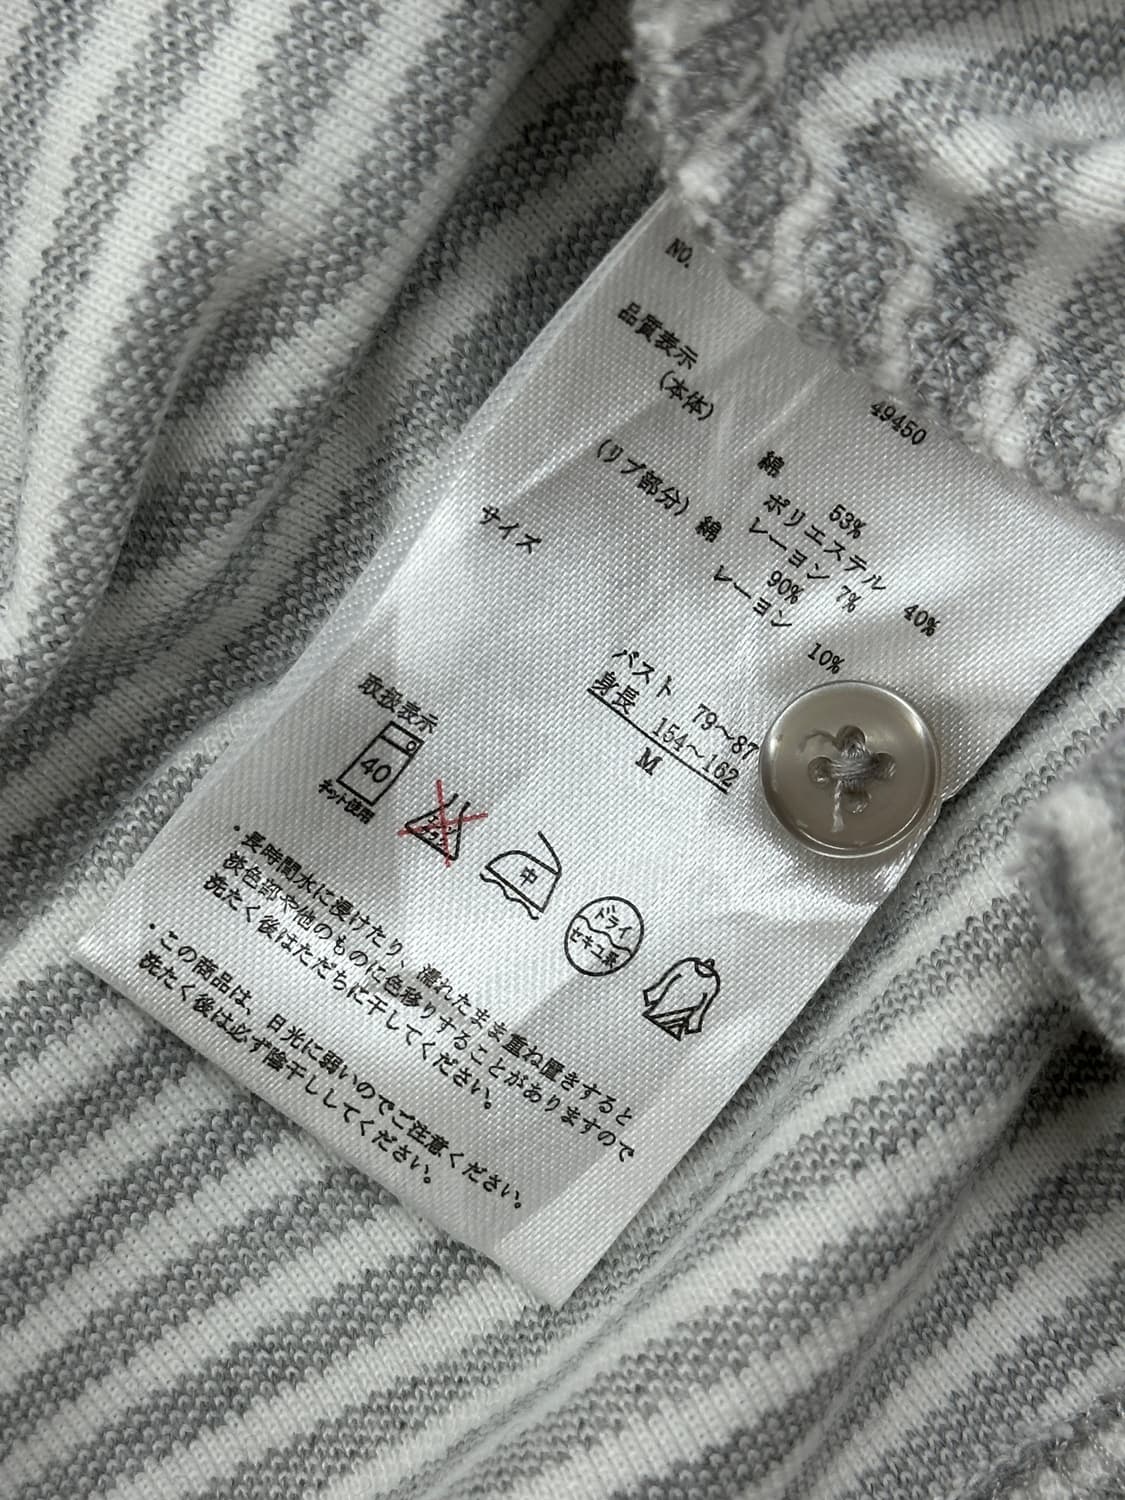 NO. 49450
品質表示
(本体) 綿 53%
ポリエステル 40%
レーヨン 7%
(リブ部分) 綿 90%
レーヨン 10%
サイズ
バスト 79〜87
身長 154〜162
M
取扱表示
40
ネット使用
中
ドライ
セキユ系
・長時間水に浸けたり、濡れたまま重ね置きすると
淡色部や他のものに色移りすることがありますので
洗たく後はただちに干してください。
・この商品は、日光に弱いのでご注意ください。
洗たく後は必ず陰干ししてください。